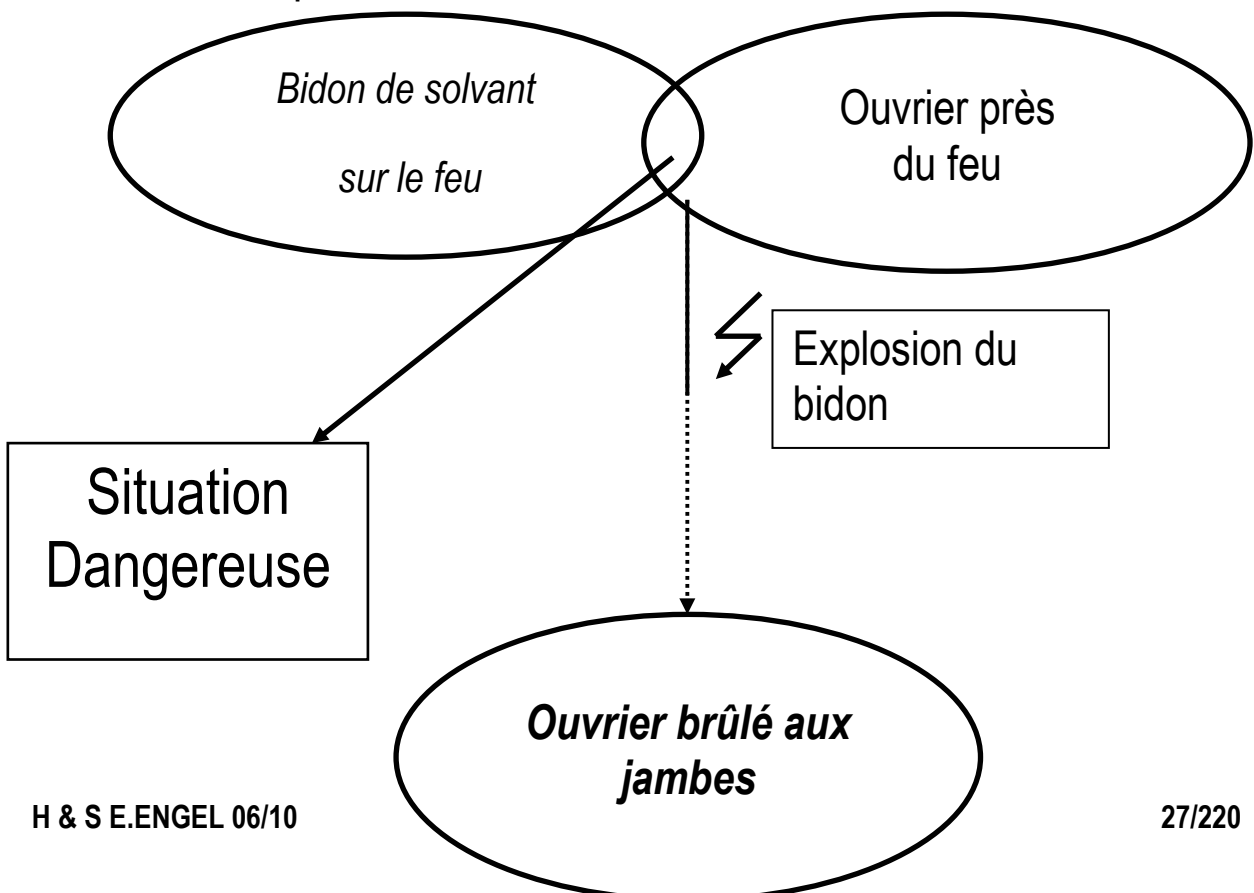 Bidon de solvant
sur le feu
Ouvrier près
du feu
Explosion du
bidon
Situation
Dangereuse
Ouvrier brûlé aux
jambes
H & S E.ENGEL 06/10
27/220